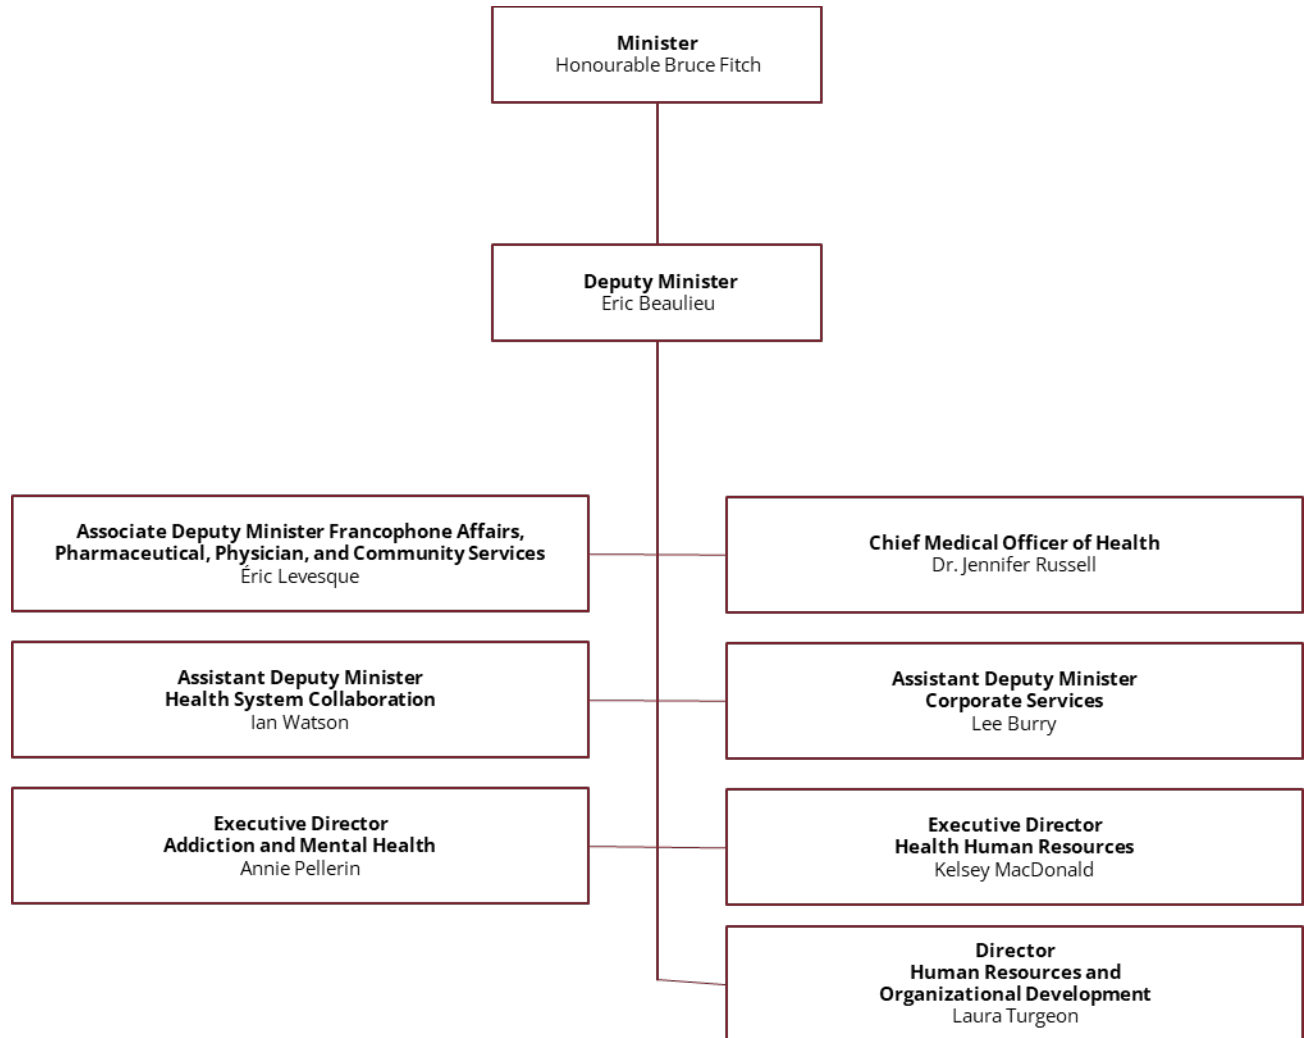 Minister
Honourable Bruce Fitch
Deputy Minister
Eric Beaulieu
Associate Deputy Minister Francophone Affairs,
Pharmaceutical, Physician, and Community Services
Éric Levesque
Chief Medical Officer of Health
Dr. Jennifer Russell
Assistant Deputy Minister
Health System Collaboration
Ian Watson
Assistant Deputy Minister
Corporate Services
Lee Burry
Executive Director
Addiction and Mental Health
Annie Pellerin
Executive Director
Health Human Resources
Kelsey MacDonald
Director
Human Resources and
Organizational Development
Laura Turgeon